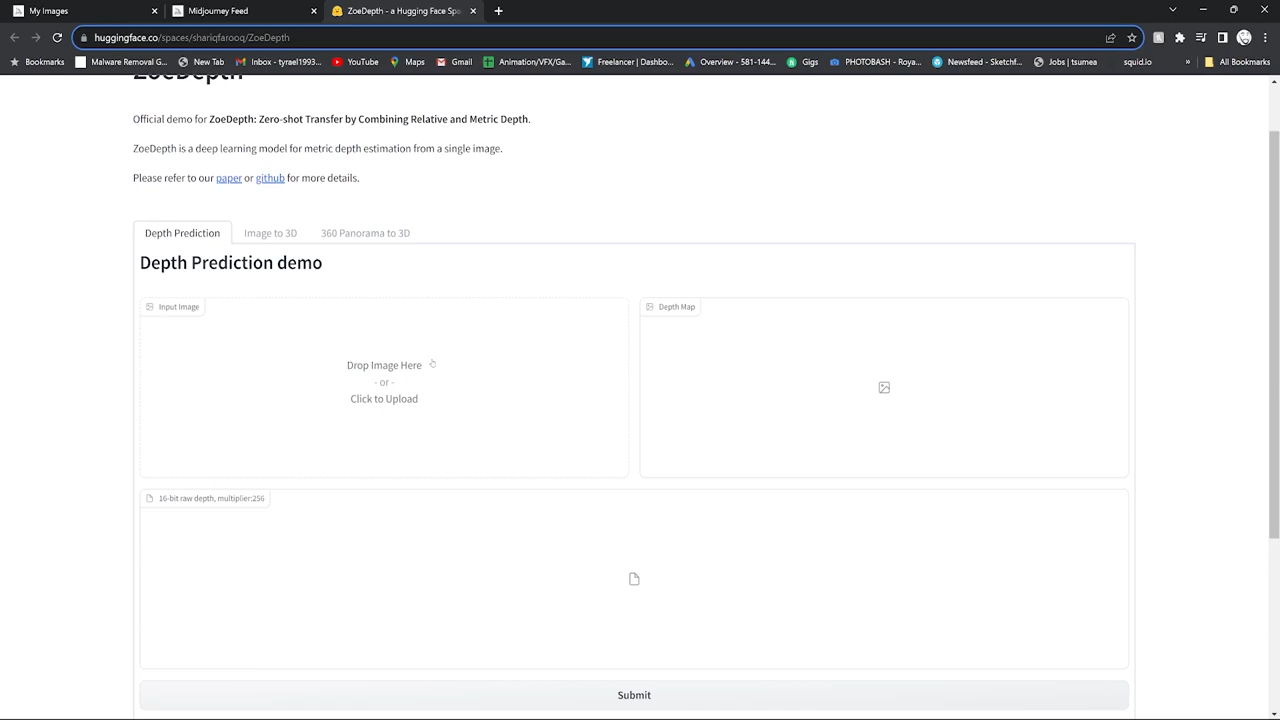 My Images
Midjourney Feed
ZoeDepth - a Hugging Face Sp
huggingface.co/spaces/shariqfarooq/ZoeDepth
Bookmarks
Malware Removal G...
New Tab
Inbox - tyrel1993...
YouTube
Maps
Gmail
Animation/VFX/Ga...
Freelancer | Dashbo...
Overview - 581-144...
Gigs
PHOTOBASH - Roya...
Newsfeed - Sketchf...
Jobs | tsumea
squid.io
All Bookmarks
ZoeDepth
Official demo for ZoeDepth: Zero-shot Transfer by Combining Relative and Metric Depth.
ZoeDepth is a deep learning model for metric depth estimation from a single image.
Please refer to our paper or github for more details.
Depth Prediction
Image to 3D
360 Panorama to 3D
Depth Prediction demo
Input Image
Depth Map
Drop Image Here
- or -
Click to Upload
16-bit raw depth, multiplier:256
Submit